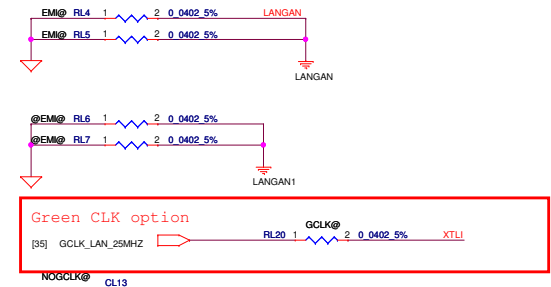 EMI@ RL4 1 2 0_0402_5% LANGAN
EMI@ RL5 1 2 0_0402_5%
LANGAN
@EMI@ RL6 1 2 0_0402_5%
@EMI@ RL7 1 2 0_0402_5%
LANGAN1
Green CLK option
GCLK@
[35] GCLK_LAN_25MHZ RL20 1 2 0_0402_5% XTLI
NOGCLK@
CL13